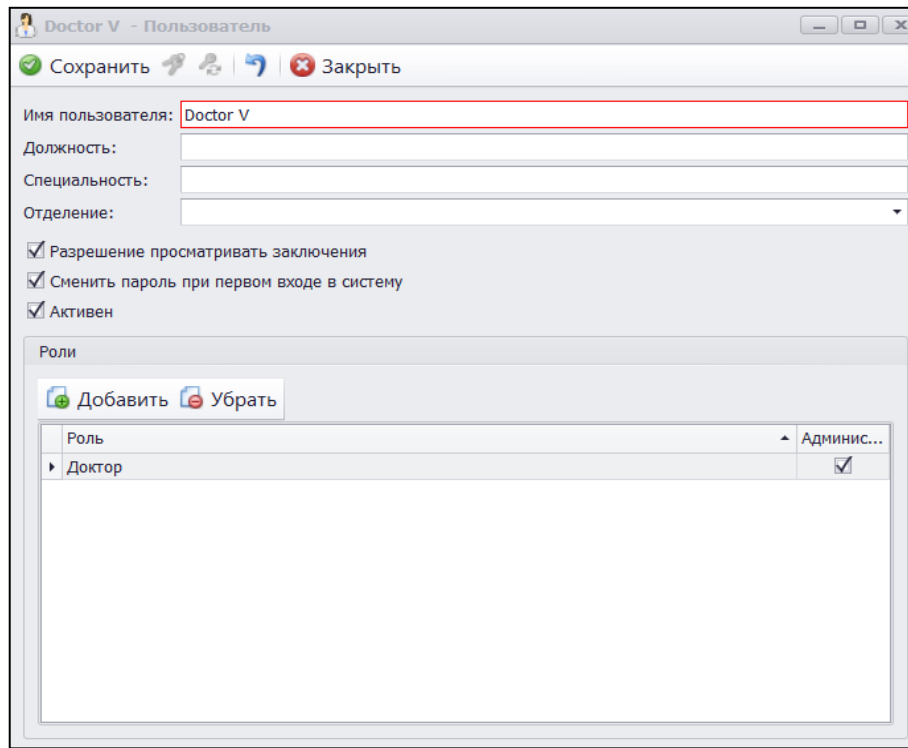 Doctor V - Пользователь
Сохранить Закрыть
Имя пользователя: Doctor V
Должность:
Специальность:
Отделение:
Разрешение просматривать заключения
Сменить пароль при первом входе в систему
Активен
Роли
Добавить Убрать
Роль Админис...
Доктор